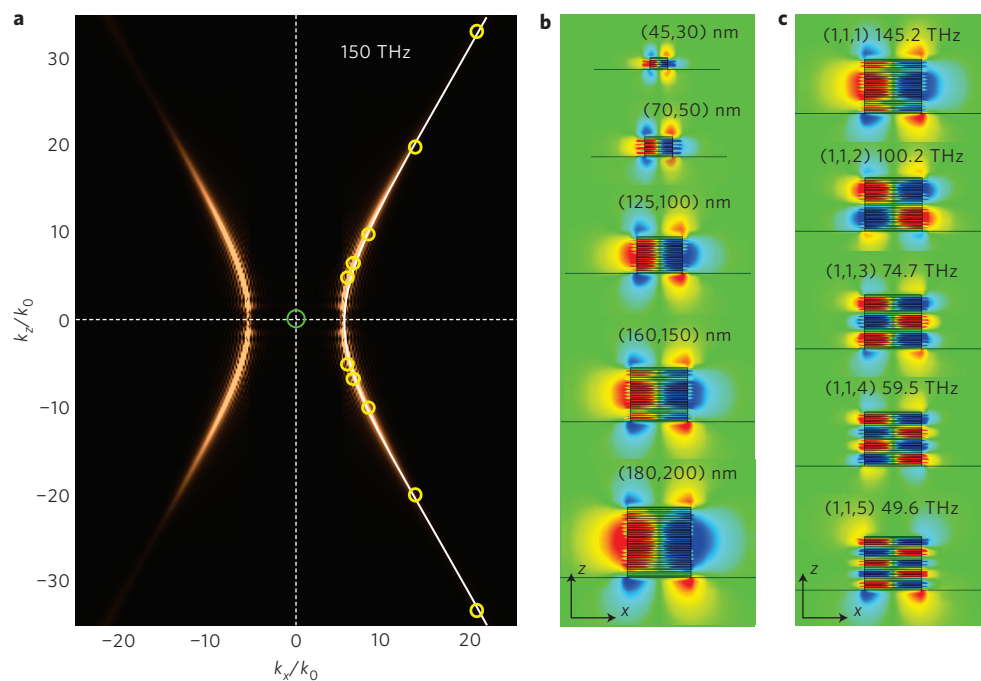 a
150 THz
30
20
10
0
−10
−20
−30
k_z/k_0
−20 −10 0 10 20
k_x/k_0
b
(45,30) nm
(70,50) nm
(125,100) nm
(160,150) nm
(180,200) nm
z
x
c
(1,1,1) 145.2 THz
(1,1,2) 100.2 THz
(1,1,3) 74.7 THz
(1,1,4) 59.5 THz
(1,1,5) 49.6 THz
z
x